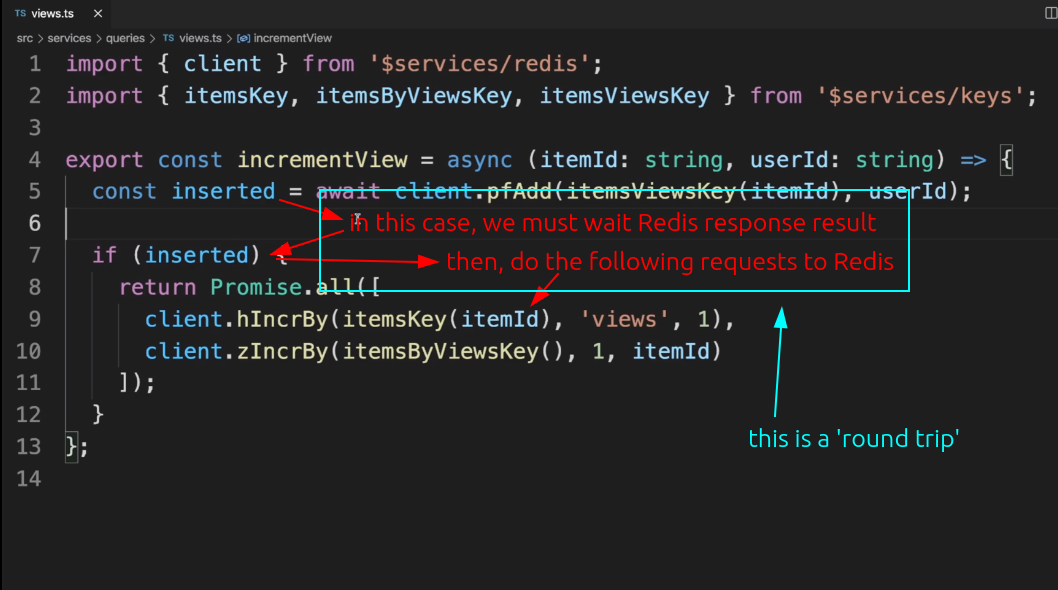 TS views.ts ×
src > services > queries > TS views.ts > incrementView
1 import { client } from '$services/redis';
2 import { itemsKey, itemsByViewsKey, itemsViewsKey } from '$services/keys';
3
4 export const incrementView = async (itemId: string, userId: string) => {
5 const inserted = await client.pfAdd(itemsViewsKey(itemId), userId);
6 in this case, we must wait Redis response result
7 if (inserted) {
then, do the following requests to Redis
8 return Promise.all([
9 client.hIncrBy(itemsKey(itemId), 'views', 1),
10 client.zIncrBy(itemsByViewsKey(), 1, itemId)
11 ]);
12 }
this is a 'round trip'
13 };
14